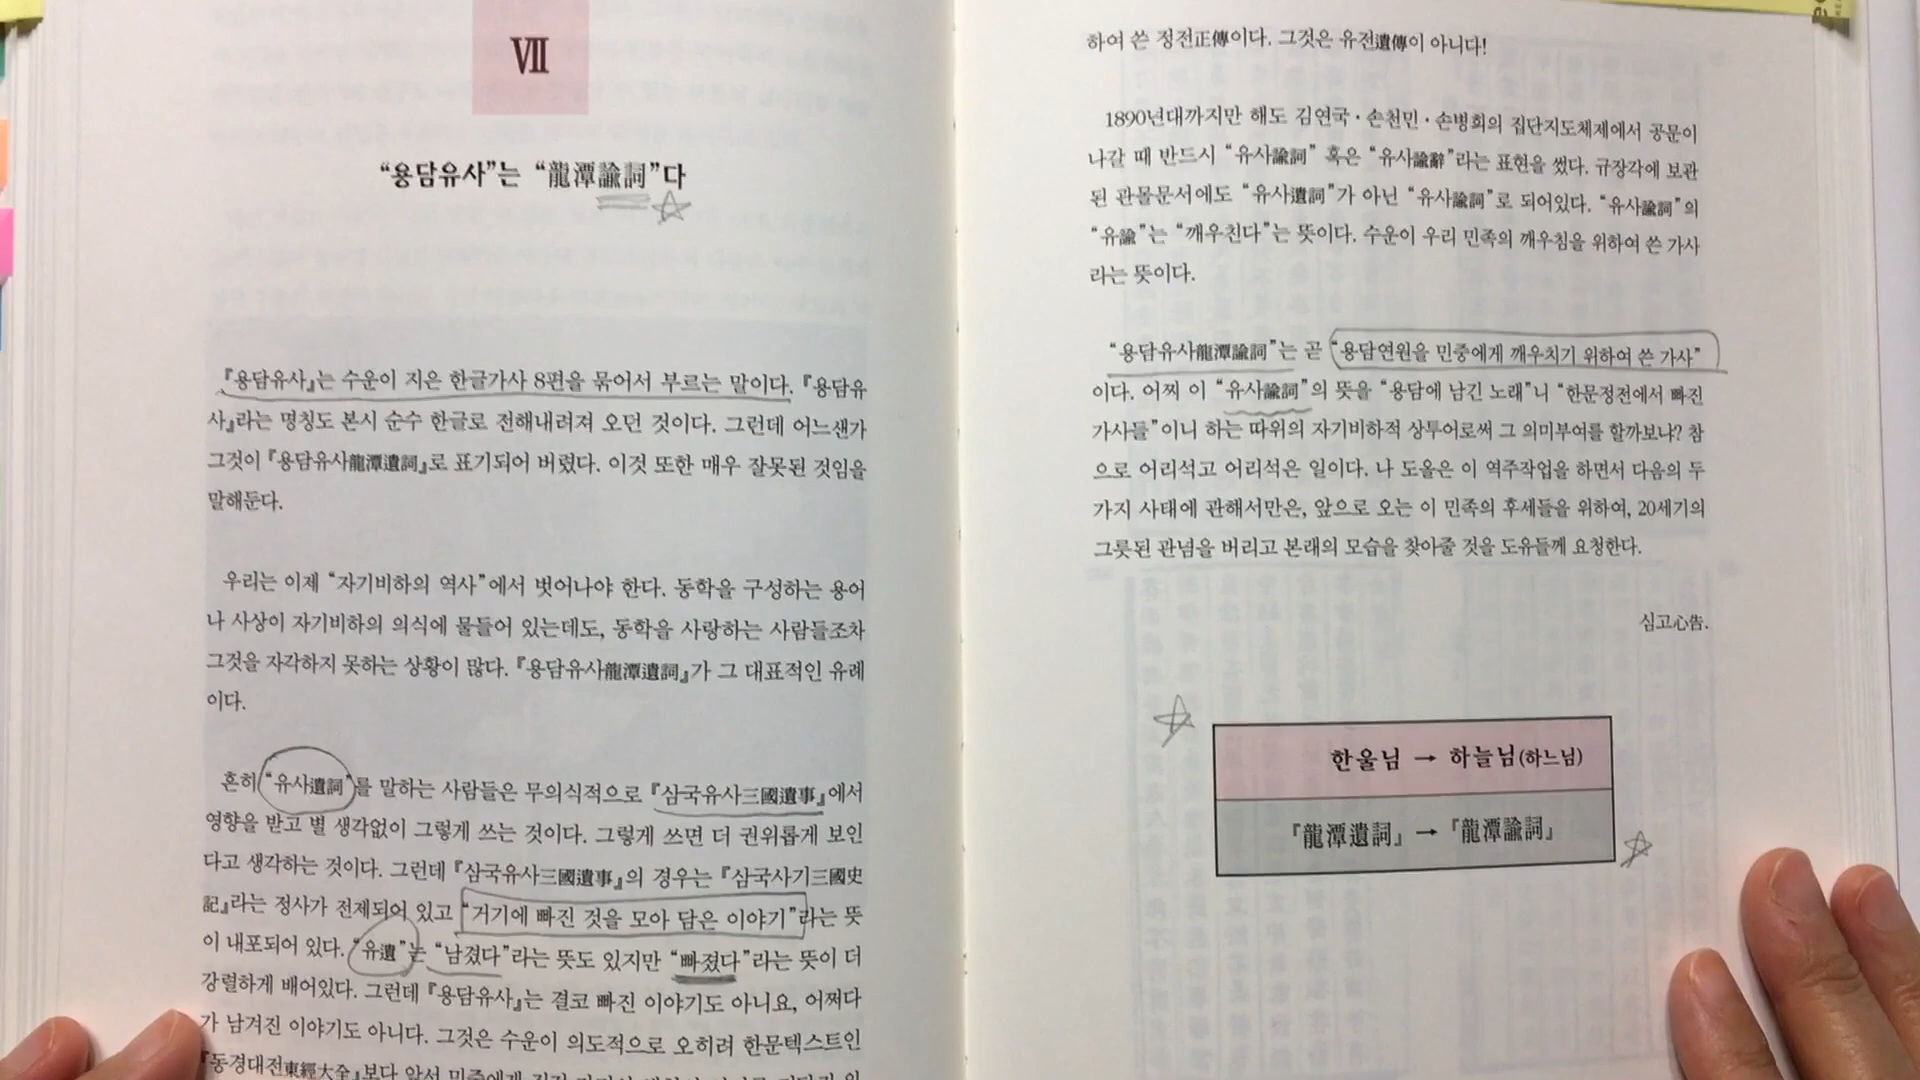 VII
“용담유사”는 “龍潭諭詞”다
『용담유사』는 수운이 지은 한글가사 8편을 묶어서 부르는 말이다. 『용담유
사』라는 명칭도 본시 순수 한글로 전해내려져 오던 것이다. 그런데 어느샌가
그것이 『용담유사龍潭遺詞』로 표기되어 버렸다. 이것 또한 매우 잘못된 것임을
말해둔다.
우리는 이제 “자기비하의 역사”에서 벗어나야 한다. 동학을 구성하는 용어
나 사상이 자기비하의 의식에 물들어 있는데도, 동학을 사랑하는 사람들조차
그것을 자각하지 못하는 상황이 많다. 『용담유사龍潭遺詞』가 그 대표적인 유례
이다.
흔히 “유사遺詞”를 말하는 사람들은 무의식적으로 『삼국유사三國遺事』에서
영향을 받고 별 생각없이 그렇게 쓰는 것이다. 그렇게 쓰면 더 권위롭게 보인
다고 생각하는 것이다. 그런데 『삼국유사三國遺事』의 경우는 『삼국사기三國史
記』라는 정사가 전제되어 있고 “거기에 빠진 것을 모아 담은 이야기”라는 뜻
이 내포되어 있다. “유遺”는 “남겼다”라는 뜻도 있지만 “빠졌다”라는 뜻이 더
강렬하게 배어있다. 그런데 『용담유사』는 결코 빠진 이야기도 아니요, 어쩌다
가 남겨진 이야기도 아니다. 그것은 수운이 의도적으로 오히려 한문텍스트인
『동경대전東經大全』보다 앞서 민중에게
하여 쓴 정전正傳이다. 그것은 유전遺傳이 아니다!
1890년대까지만 해도 김연국·손천민·손병희의 집단지도체제에서 공문이
나갈 때 반드시 “유사諭詞” 혹은 “유사諭辭”라는 표현을 썼다. 규장각에 보관
된 관몰문서에도 “유사遺詞”가 아닌 “유사諭詞”로 되어있다. “유사諭詞”의
“유諭”는 “깨우친다”는 뜻이다. 수운이 우리 민족의 깨우침을 위하여 쓴 가사
라는 뜻이다.
“용담유사龍潭諭詞”는 곧 “용담연원을 민중에게 깨우치기 위하여 쓴 가사”
이다. 어찌 이 “유사諭詞”의 뜻을 “용담에 남긴 노래”니 “한문정전에서 빠진
가사들”이니 하는 따위의 자기비하적 상투어로써 그 의미부여를 할까보냐? 참
으로 어리석고 어리석은 일이다. 나 도올은 이 역주작업을 하면서 다음의 두
가지 사태에 관해서만은, 앞으로 오는 이 민족의 후세들을 위하여, 20세기의
그릇된 관념을 버리고 본래의 모습을 찾아줄 것을 도유들께 요청한다.
심고心告.
한울님 → 하늘님(하느님)
『龍潭遺詞』 → 『龍潭諭詞』